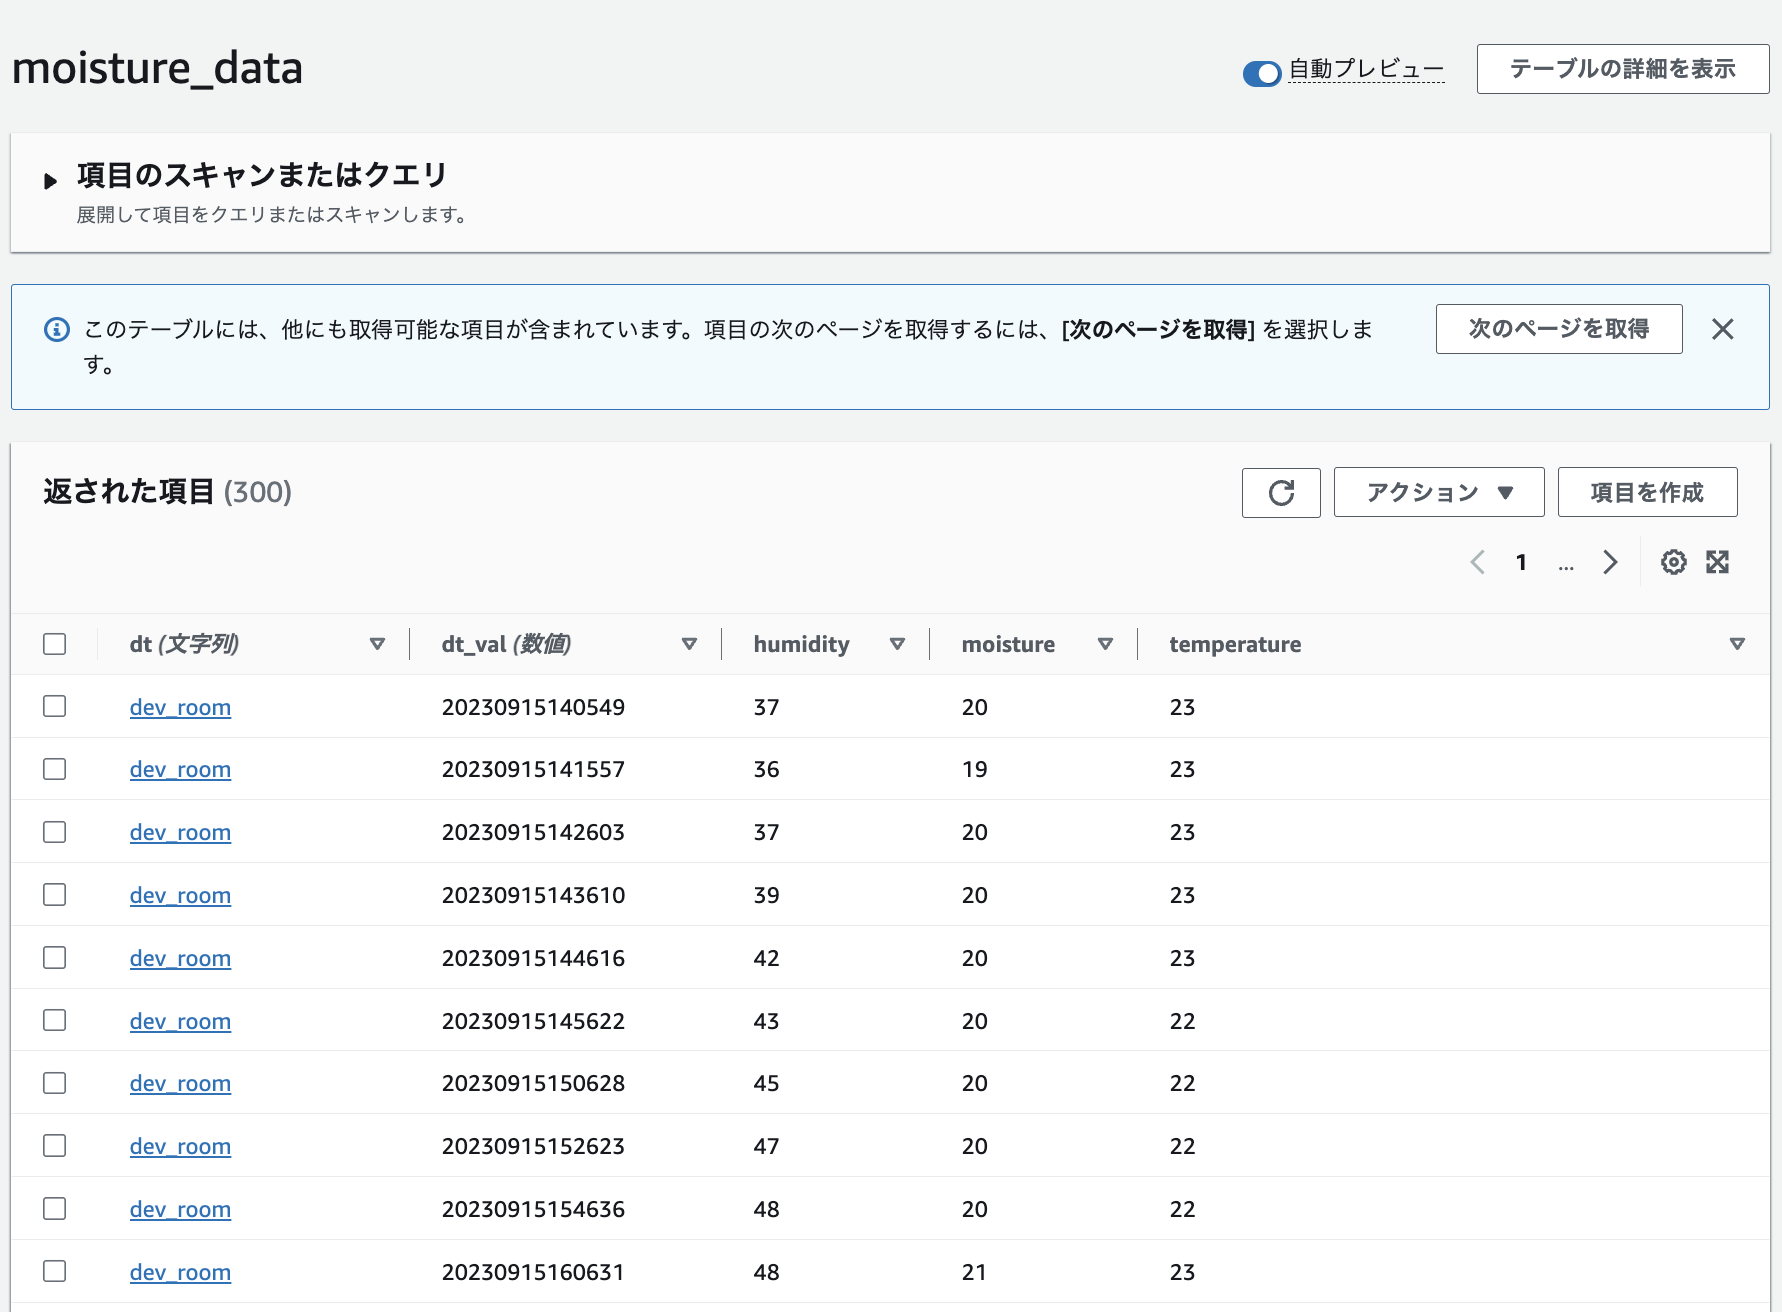 moisture_data
自動プレビュー
テーブルの詳細を表示
項目のスキャンまたはクエリ
展開して項目をクエリまたはスキャンします。
このテーブルには、他にも取得可能な項目が含まれています。項目の次のページを取得するには、[次のページを取得] を選択しま
す。
次のページを取得
返された項目 (300)
アクション
項目を作成
1 ...
dt (文字列) dt_val (数値) humidity moisture temperature
dev_room 20230915140549 37 20 23
dev_room 20230915141557 36 19 23
dev_room 20230915142603 37 20 23
dev_room 20230915143610 39 20 23
dev_room 20230915144616 42 20 23
dev_room 20230915145622 43 20 22
dev_room 20230915150628 45 20 22
dev_room 20230915152623 47 20 22
dev_room 20230915154636 48 20 22
dev_room 20230915160631 48 21 23